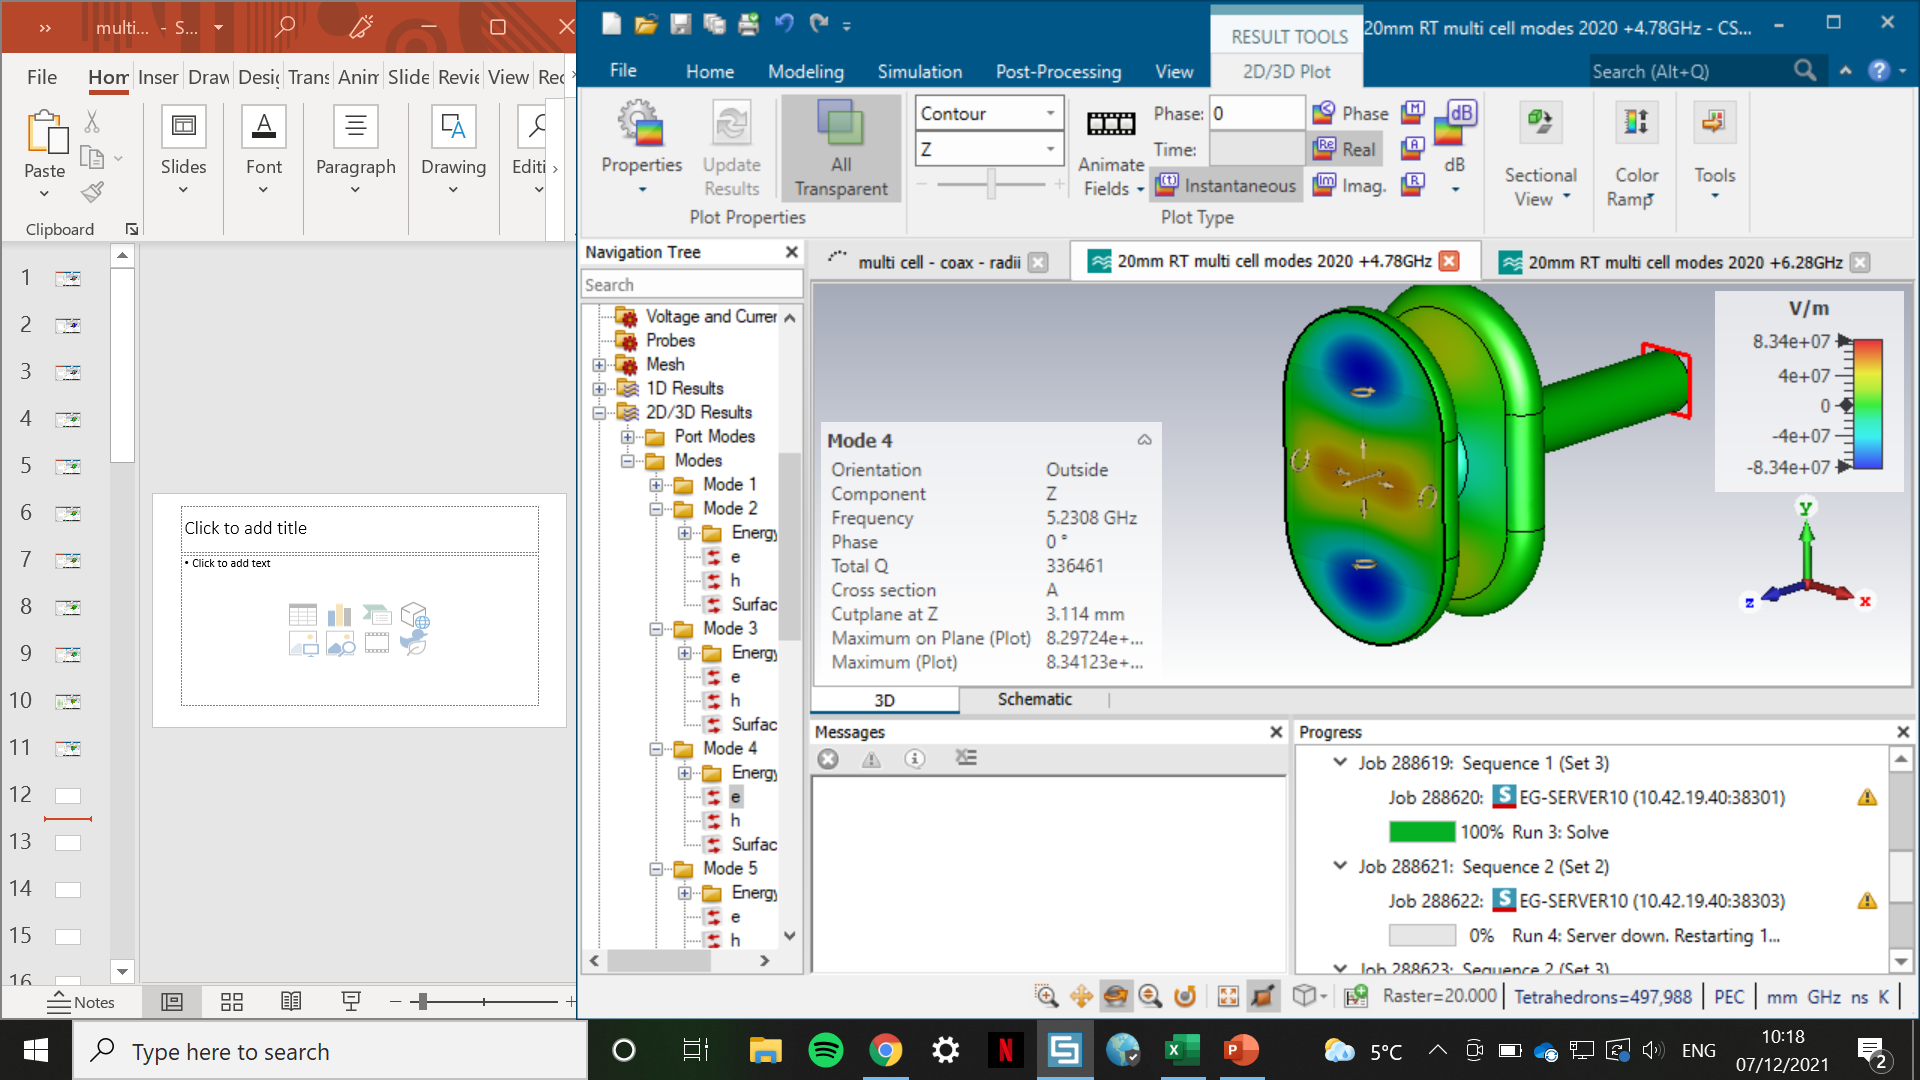 multi... - S...
File Hom Inser Draw Desig Trans Anim Slide Revie View Rec
Paste
Slides
Font
Paragraph
Drawing
Editi
Clipboard
1
2
3
4
5
6
7
8
9
10
11
12
13
14
15
16
Click to add title
• Click to add text
Notes
RESULT TOOLS
20mm RT multi cell modes 2020 +4.78GHz - CS...
File Home Modeling Simulation Post-Processing View 2D/3D Plot
Search (Alt+Q)
Properties
Update Results
All Transparent
Plot Properties
Contour
Z
Animate Fields
Phase: 0
Time:
Instantaneous
Phase
Real
Imag.
Plot Type
dB
dB
Sectional View
Color Ramp
Tools
Navigation Tree
Search
Voltage and Currer
Probes
Mesh
1D Results
2D/3D Results
Port Modes
Modes
Mode 1
Mode 2
Energy
e
h
Surfac
Mode 3
Energy
e
h
Surfac
Mode 4
Energy
e
h
Surfac
Mode 5
Energy
e
h
multi cell - coax - radii
20mm RT multi cell modes 2020 +4.78GHz
20mm RT multi cell modes 2020 +6.28GHz
Mode 4
Orientation Outside
Component Z
Frequency 5.2308 GHz
Phase 0 °
Total Q 336461
Cross section A
Cutplane at Z 3.114 mm
Maximum on Plane (Plot) 8.29724e+...
Maximum (Plot) 8.34123e+...
V/m
8.34e+07
4e+07
0
-4e+07
-8.34e+07
y
z
x
3D Schematic
Messages
Progress
Job 288619: Sequence 1 (Set 3)
Job 288620: S EG-SERVER10 (10.42.19.40:38301)
100% Run 3: Solve
Job 288621: Sequence 2 (Set 2)
Job 288622: S EG-SERVER10 (10.42.19.40:38303)
0% Run 4: Server down. Restarting 1...
Job 288623: Sequence 2 (Set 3)
Raster=20.000 Tetrahedrons=497,988 PEC mm GHz ns K
Type here to search
5°C
ENG
10:18
07/12/2021
2